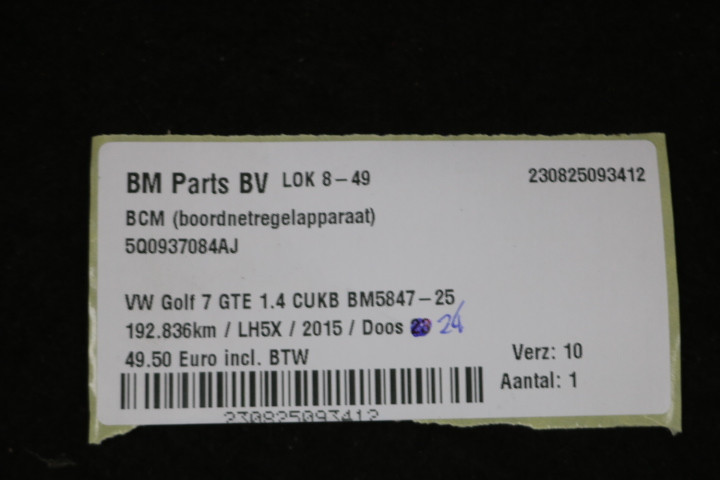 BM Parts BV LOK 8-49 230825093412
BCM (boordnetregelapparaat)
5Q0937084AJ
VW Golf 7 GTE 1.4 CUKB BM5847-25
192.836km / LH5X / 2015 / Doos 24
49.50 Euro incl. BTW
Verz: 10
Aantal: 1
230825093412